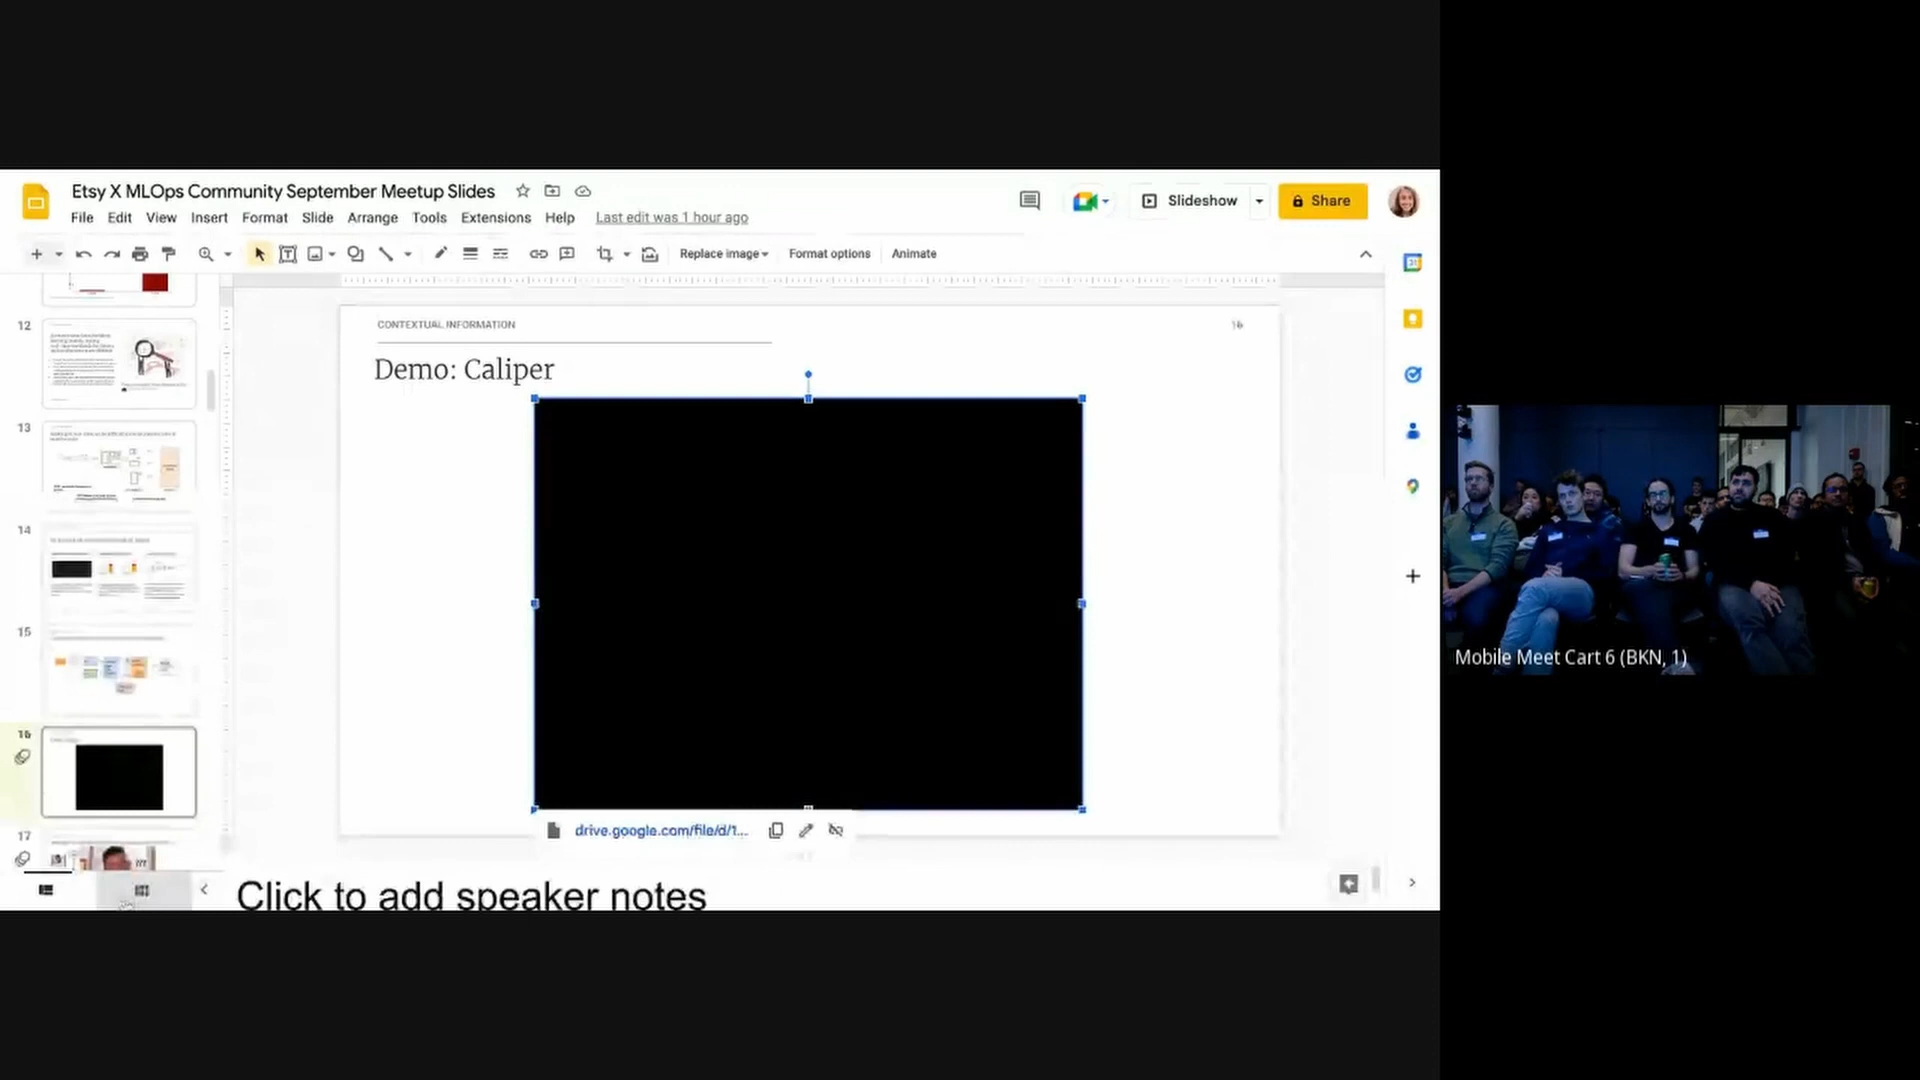 Etsy X MLOps Community September Meetup Slides
File Edit View Insert Format Slide Arrange Tools Extensions Help Last edit was 1 hour ago
Slideshow
Share
Replace image
Format options
Animate
12
13
14
15
16
17
CONTEXTUAL INFORMATION
16
Demo: Caliper
drive.google.com/file/d/1...
Click to add speaker notes
Mobile Meet Cart 6 (BKN, 1)